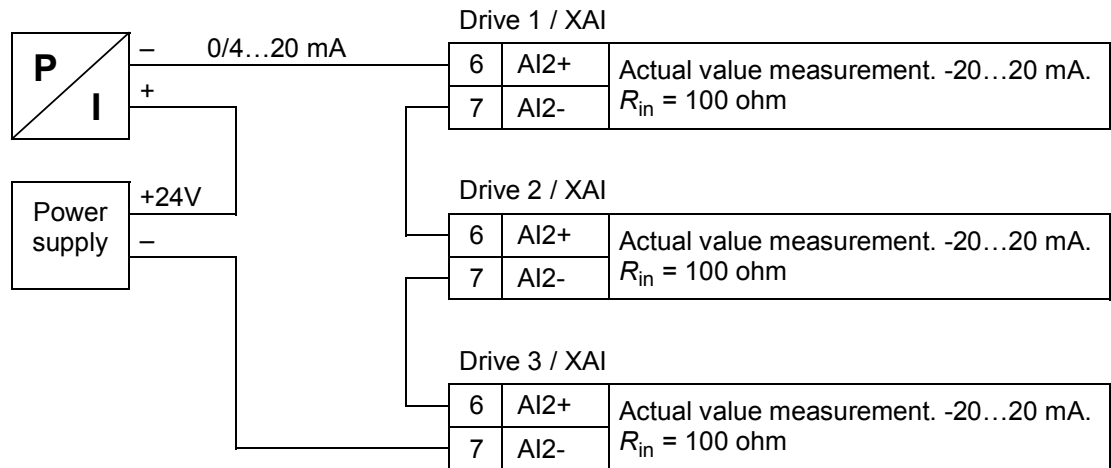 Drive 1 / XAI
P
I
– 0/4…20 mA
+
6 AI2+ Actual value measurement. -20…20 mA.
7 AI2- Rin = 100 ohm
Power
supply
+24V
–
Drive 2 / XAI
6 AI2+ Actual value measurement. -20…20 mA.
7 AI2- Rin = 100 ohm
Drive 3 / XAI
6 AI2+ Actual value measurement. -20…20 mA.
7 AI2- Rin = 100 ohm